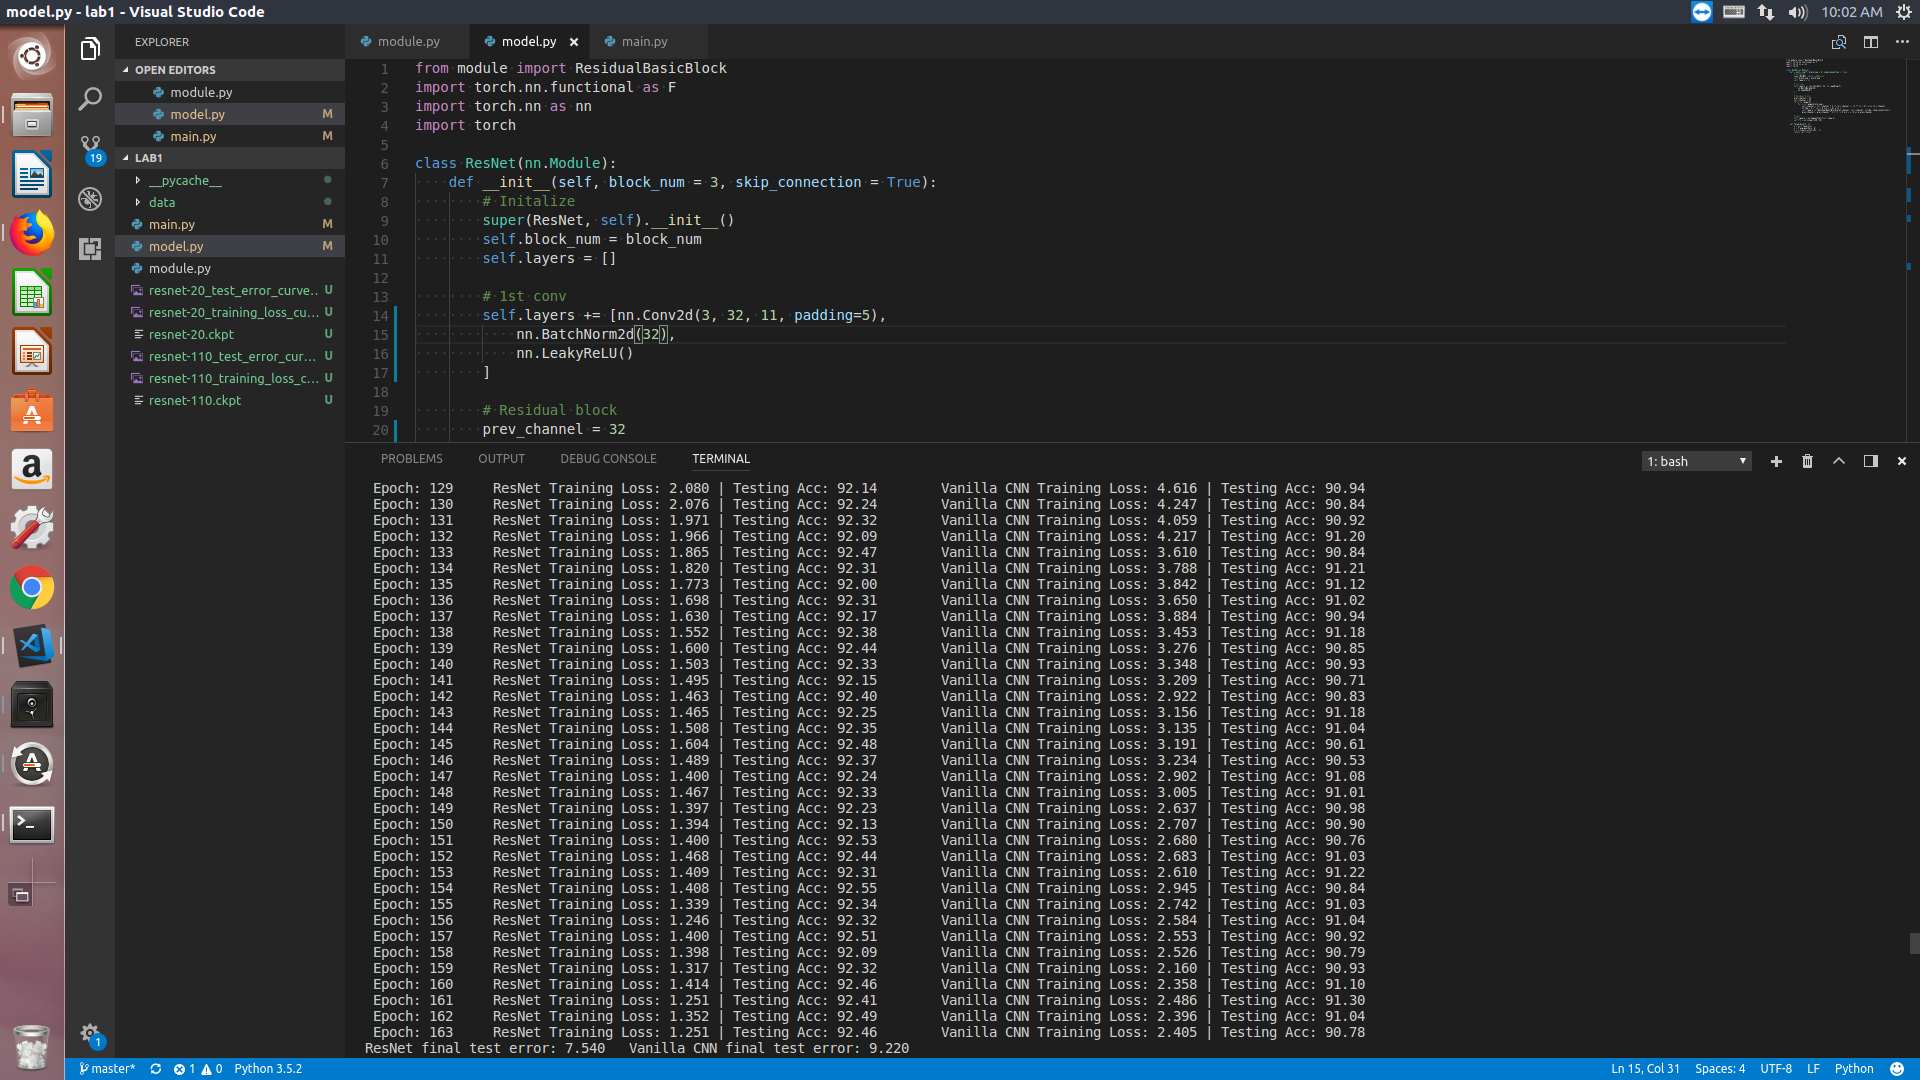 model.py - lab1 - Visual Studio Code
10:02 AM
EXPLORER
OPEN EDITORS
module.py
model.py M
main.py M
LAB1
__pycache__
data
main.py M
model.py M
module.py
resnet-20_test_error_curve.. U
resnet-20_training_loss_cu... U
resnet-20.ckpt U
resnet-110_test_error_cur... U
resnet-110_training_loss_c... U
resnet-110.ckpt U
19
1
module.py model.py main.py
1 from module import ResidualBasicBlock
2 import torch.nn.functional as F
3 import torch.nn as nn
4 import torch
5
6 class ResNet(nn.Module):
7 def __init__(self, block_num = 3, skip_connection = True):
8 # Initalize
9 super(ResNet, self).__init__()
10 self.block_num = block_num
11 self.layers = []
12
13 # 1st conv
14 self.layers += [nn.Conv2d(3, 32, 11, padding=5),
15 nn.BatchNorm2d(32),
16 nn.LeakyReLU()
17 ]
18
19 # Residual block
20 prev_channel = 32
PROBLEMS OUTPUT DEBUG CONSOLE TERMINAL
1: bash
Epoch: 129 ResNet Training Loss: 2.080 | Testing Acc: 92.14 Vanilla CNN Training Loss: 4.616 | Testing Acc: 90.94
Epoch: 130 ResNet Training Loss: 2.076 | Testing Acc: 92.24 Vanilla CNN Training Loss: 4.247 | Testing Acc: 90.84
Epoch: 131 ResNet Training Loss: 1.971 | Testing Acc: 92.32 Vanilla CNN Training Loss: 4.059 | Testing Acc: 90.92
Epoch: 132 ResNet Training Loss: 1.966 | Testing Acc: 92.09 Vanilla CNN Training Loss: 4.217 | Testing Acc: 91.20
Epoch: 133 ResNet Training Loss: 1.865 | Testing Acc: 92.47 Vanilla CNN Training Loss: 3.610 | Testing Acc: 90.84
Epoch: 134 ResNet Training Loss: 1.820 | Testing Acc: 92.31 Vanilla CNN Training Loss: 3.788 | Testing Acc: 91.21
Epoch: 135 ResNet Training Loss: 1.773 | Testing Acc: 92.00 Vanilla CNN Training Loss: 3.842 | Testing Acc: 91.12
Epoch: 136 ResNet Training Loss: 1.698 | Testing Acc: 92.31 Vanilla CNN Training Loss: 3.650 | Testing Acc: 91.02
Epoch: 137 ResNet Training Loss: 1.630 | Testing Acc: 92.17 Vanilla CNN Training Loss: 3.884 | Testing Acc: 90.94
Epoch: 138 ResNet Training Loss: 1.552 | Testing Acc: 92.38 Vanilla CNN Training Loss: 3.453 | Testing Acc: 91.18
Epoch: 139 ResNet Training Loss: 1.600 | Testing Acc: 92.44 Vanilla CNN Training Loss: 3.276 | Testing Acc: 90.85
Epoch: 140 ResNet Training Loss: 1.503 | Testing Acc: 92.33 Vanilla CNN Training Loss: 3.348 | Testing Acc: 90.93
Epoch: 141 ResNet Training Loss: 1.495 | Testing Acc: 92.15 Vanilla CNN Training Loss: 3.209 | Testing Acc: 90.71
Epoch: 142 ResNet Training Loss: 1.463 | Testing Acc: 92.40 Vanilla CNN Training Loss: 2.922 | Testing Acc: 90.83
Epoch: 143 ResNet Training Loss: 1.465 | Testing Acc: 92.25 Vanilla CNN Training Loss: 3.156 | Testing Acc: 91.18
Epoch: 144 ResNet Training Loss: 1.508 | Testing Acc: 92.35 Vanilla CNN Training Loss: 3.135 | Testing Acc: 91.04
Epoch: 145 ResNet Training Loss: 1.604 | Testing Acc: 92.48 Vanilla CNN Training Loss: 3.191 | Testing Acc: 90.61
Epoch: 146 ResNet Training Loss: 1.489 | Testing Acc: 92.37 Vanilla CNN Training Loss: 3.234 | Testing Acc: 90.53
Epoch: 147 ResNet Training Loss: 1.400 | Testing Acc: 92.24 Vanilla CNN Training Loss: 2.902 | Testing Acc: 91.08
Epoch: 148 ResNet Training Loss: 1.467 | Testing Acc: 92.33 Vanilla CNN Training Loss: 3.005 | Testing Acc: 91.01
Epoch: 149 ResNet Training Loss: 1.397 | Testing Acc: 92.23 Vanilla CNN Training Loss: 2.637 | Testing Acc: 90.98
Epoch: 150 ResNet Training Loss: 1.394 | Testing Acc: 92.13 Vanilla CNN Training Loss: 2.707 | Testing Acc: 90.90
Epoch: 151 ResNet Training Loss: 1.400 | Testing Acc: 92.53 Vanilla CNN Training Loss: 2.680 | Testing Acc: 90.76
Epoch: 152 ResNet Training Loss: 1.468 | Testing Acc: 92.44 Vanilla CNN Training Loss: 2.683 | Testing Acc: 91.03
Epoch: 153 ResNet Training Loss: 1.409 | Testing Acc: 92.31 Vanilla CNN Training Loss: 2.610 | Testing Acc: 91.22
Epoch: 154 ResNet Training Loss: 1.408 | Testing Acc: 92.55 Vanilla CNN Training Loss: 2.945 | Testing Acc: 90.84
Epoch: 155 ResNet Training Loss: 1.339 | Testing Acc: 92.34 Vanilla CNN Training Loss: 2.742 | Testing Acc: 91.03
Epoch: 156 ResNet Training Loss: 1.246 | Testing Acc: 92.32 Vanilla CNN Training Loss: 2.584 | Testing Acc: 91.04
Epoch: 157 ResNet Training Loss: 1.400 | Testing Acc: 92.51 Vanilla CNN Training Loss: 2.553 | Testing Acc: 90.92
Epoch: 158 ResNet Training Loss: 1.398 | Testing Acc: 92.09 Vanilla CNN Training Loss: 2.526 | Testing Acc: 90.79
Epoch: 159 ResNet Training Loss: 1.317 | Testing Acc: 92.32 Vanilla CNN Training Loss: 2.160 | Testing Acc: 90.93
Epoch: 160 ResNet Training Loss: 1.414 | Testing Acc: 92.46 Vanilla CNN Training Loss: 2.358 | Testing Acc: 91.10
Epoch: 161 ResNet Training Loss: 1.251 | Testing Acc: 92.41 Vanilla CNN Training Loss: 2.486 | Testing Acc: 91.30
Epoch: 162 ResNet Training Loss: 1.352 | Testing Acc: 92.49 Vanilla CNN Training Loss: 2.396 | Testing Acc: 91.04
Epoch: 163 ResNet Training Loss: 1.251 | Testing Acc: 92.46 Vanilla CNN Training Loss: 2.405 | Testing Acc: 90.78
ResNet final test error: 7.540 Vanilla CNN final test error: 9.220
master* 1 0 Python 3.5.2 Ln 15, Col 31 Spaces: 4 UTF-8 LF Python